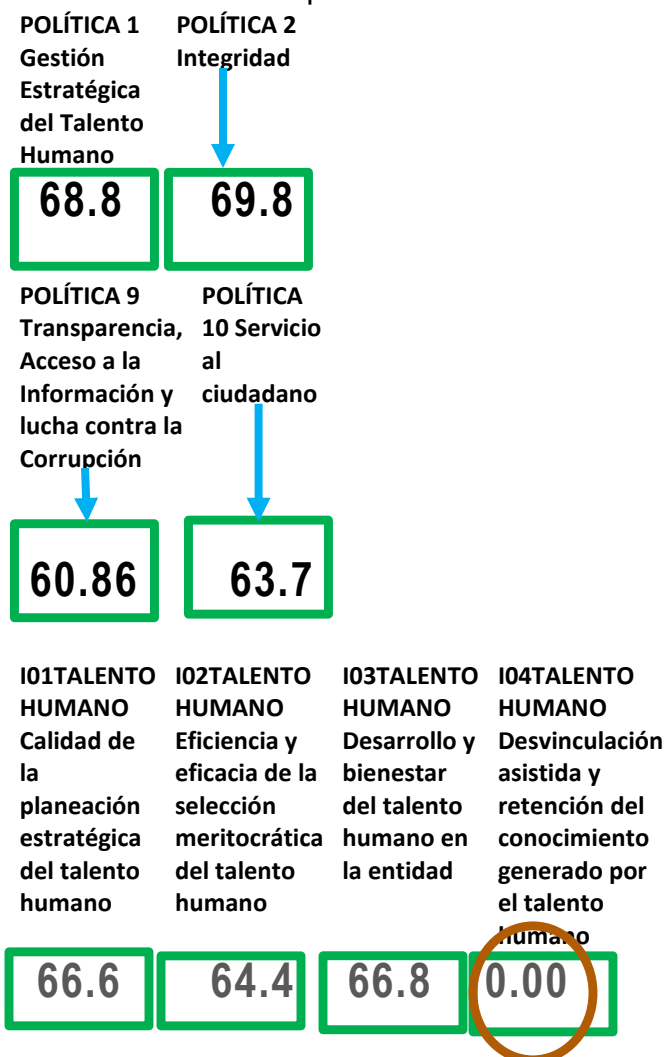 POLÍTICA 1
Gestión
Estratégica
del Talento
Humano
POLÍTICA 2
Integridad
68.8
69.8
POLÍTICA 9
Transparencia,
Acceso a la
Información y
lucha contra la
Corrupción
POLÍTICA
10 Servicio
al
ciudadano
60.86
63.7
I01TALENTO
HUMANO
Calidad de
la
planeación
estratégica
del talento
humano
I02TALENTO
HUMANO
Eficiencia y
eficacia de la
selección
meritocrática
del talento
humano
I03TALENTO
HUMANO
Desarrollo y
bienestar
del talento
humano en
la entidad
I04TALENTO
HUMANO
Desvinculación
asistida y
retención del
conocimiento
generado por
el talento
humano
66.6
64.4
66.8
0.00